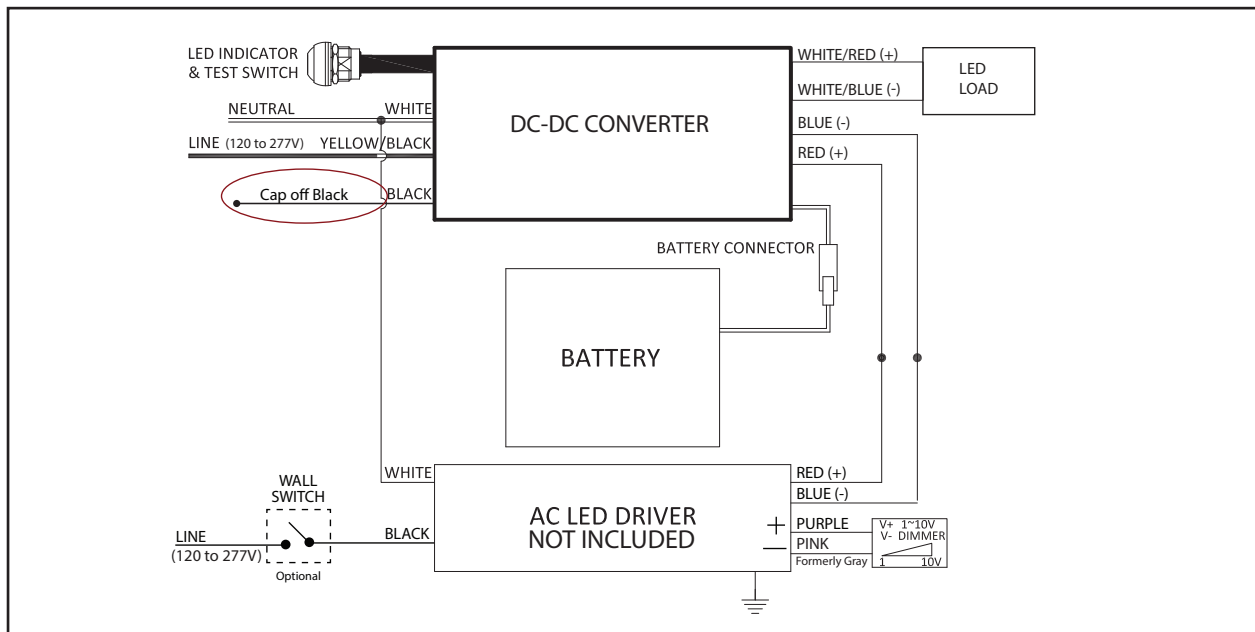 LED INDICATOR
& TEST SWITCH
NEUTRAL
WHITE
LINE (120 to 277V)
YELLOW/BLACK
Cap off Black
BLACK
DC-DC CONVERTER
WHITE/RED (+)
WHITE/BLUE (-)
LED
LOAD
BLUE (-)
RED (+)
BATTERY CONNECTOR
BATTERY
WHITE
WALL
SWITCH
LINE
(120 to 277V)
Optional
BLACK
AC LED DRIVER
NOT INCLUDED
RED (+)
BLUE (-)
+ PURPLE
— PINK
Formerly Gray
V+ 1~10V
V- DIMMER
1 10V